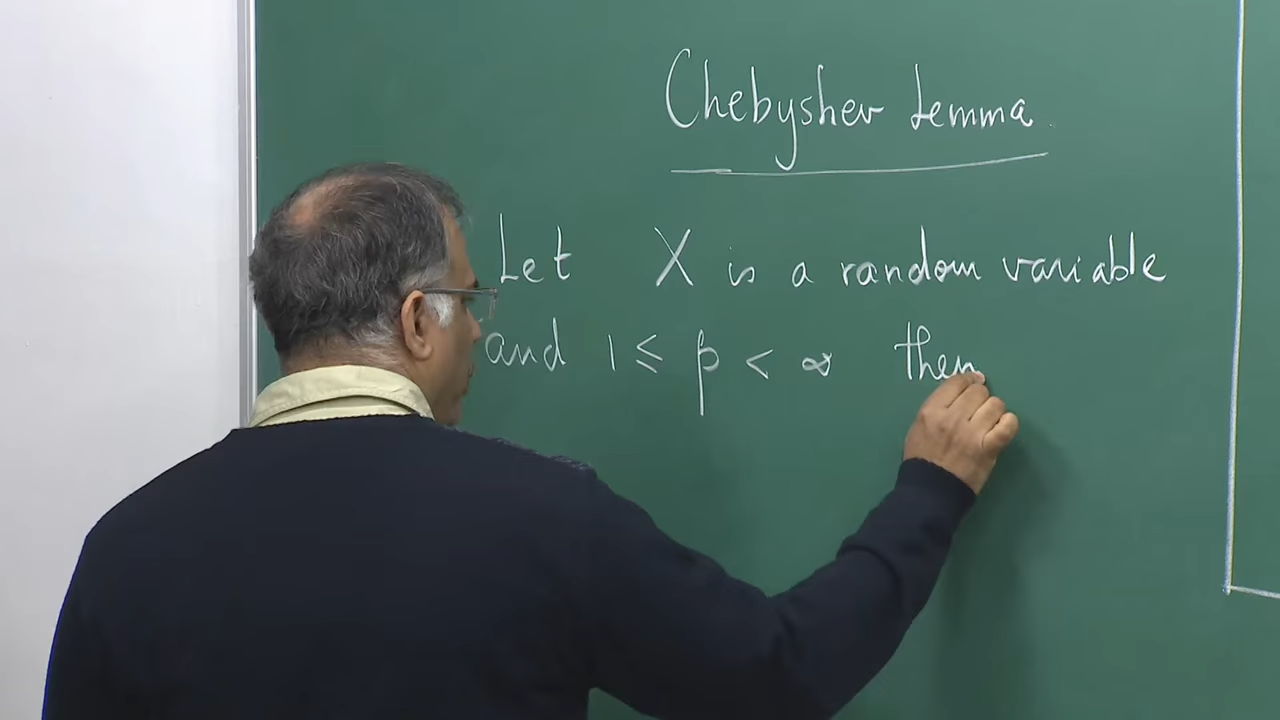 Chebyshev Lemma.
Let X is a random variable
and 1 ≤ p < ∞ then